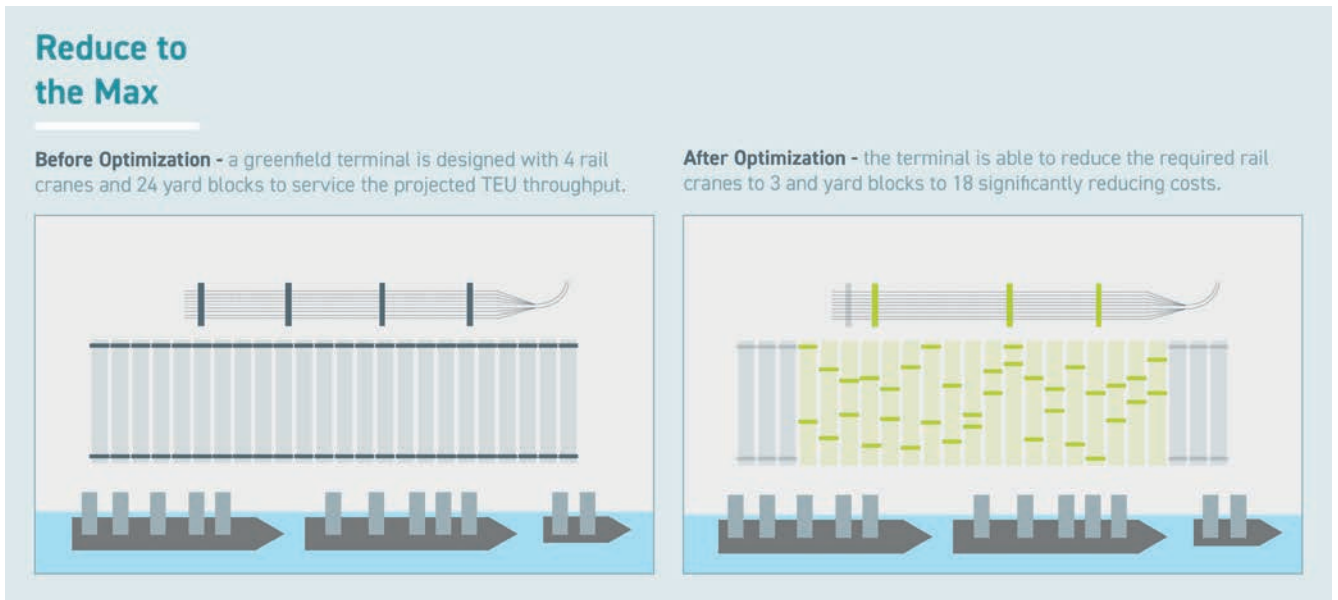 Reduce to
the Max
Before Optimization - a greenfield terminal is designed with 4 rail
cranes and 24 yard blocks to service the projected TEU throughput.
After Optimization - the terminal is able to reduce the required rail
cranes to 3 and yard blocks to 18 significantly reducing costs.